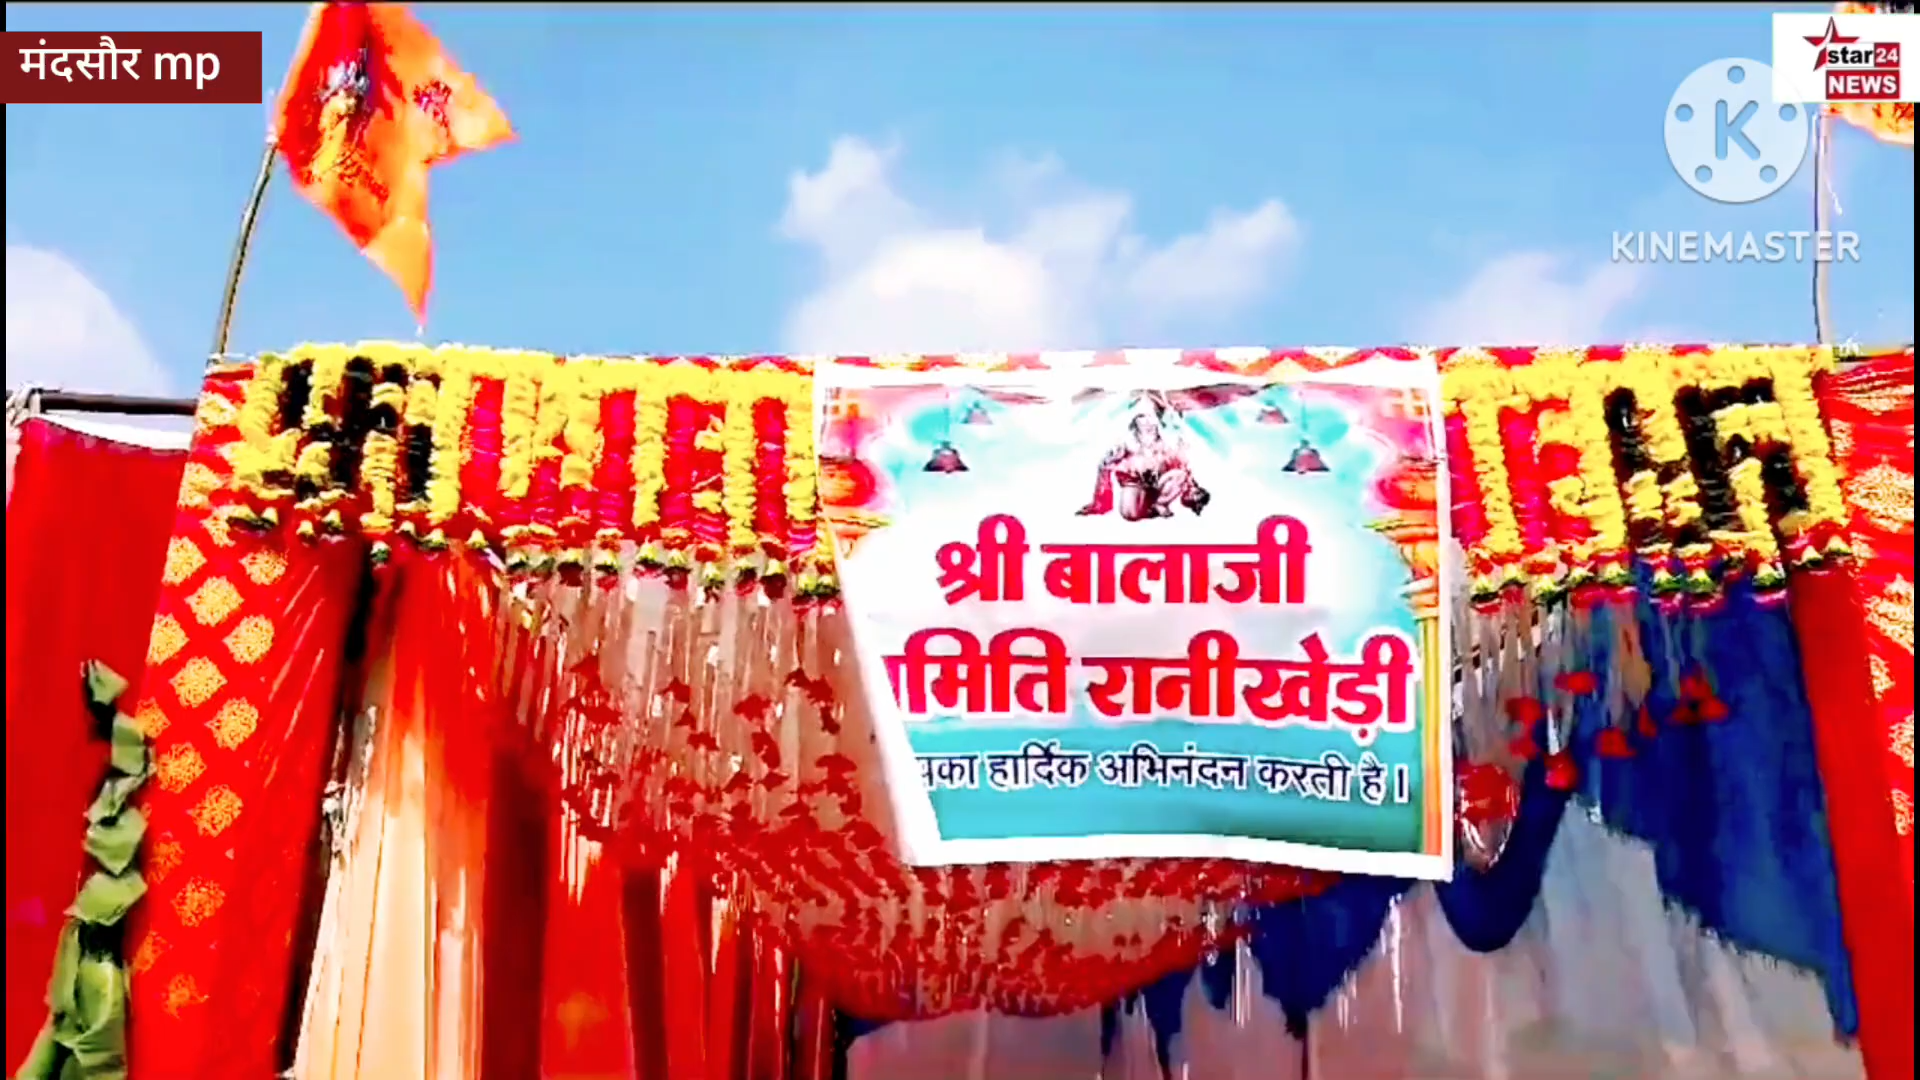 मंदसौर mp
star24
NEWS
K
KINEMASTER
श्री बालाजी
रानीखेड़ी
हार्दिक अभिनंदन करती है ।